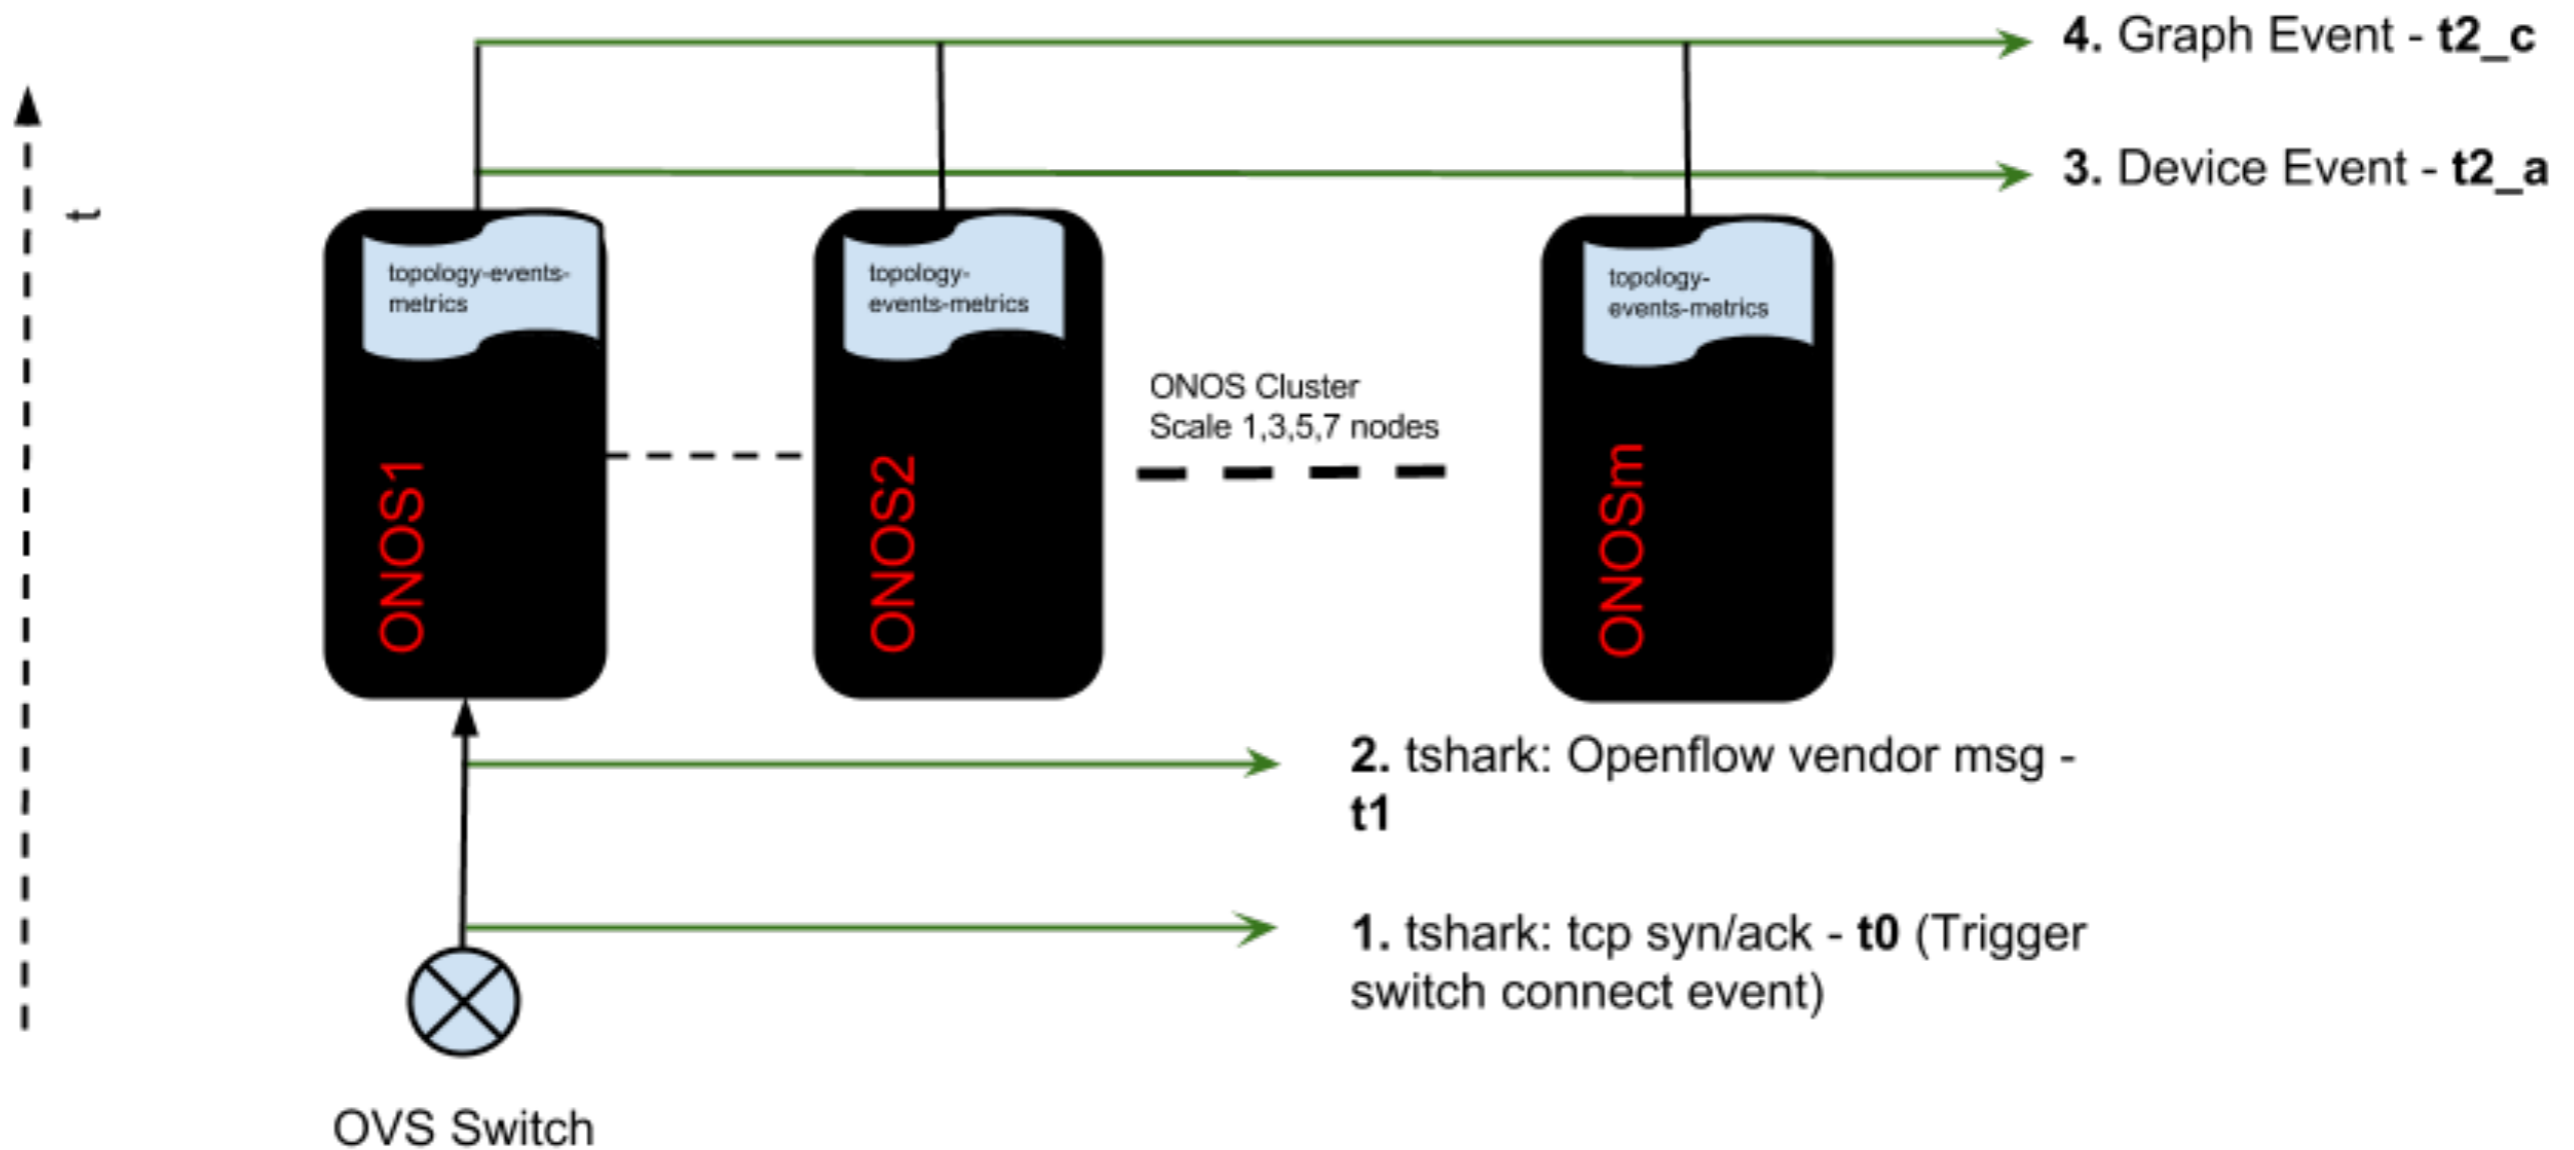 4. Graph Event - t2_c
3. Device Event - t2_a
t
topology-events-
metrics
topology-
events-metrics
topology-
events-metrics
ONOS Cluster
Scale 1,3,5,7 nodes
ONOS1
ONOS2
ONOSm
2. tshark: Openflow vendor msg -
t1
1. tshark: tcp syn/ack - t0 (Trigger
switch connect event)
OVS Switch